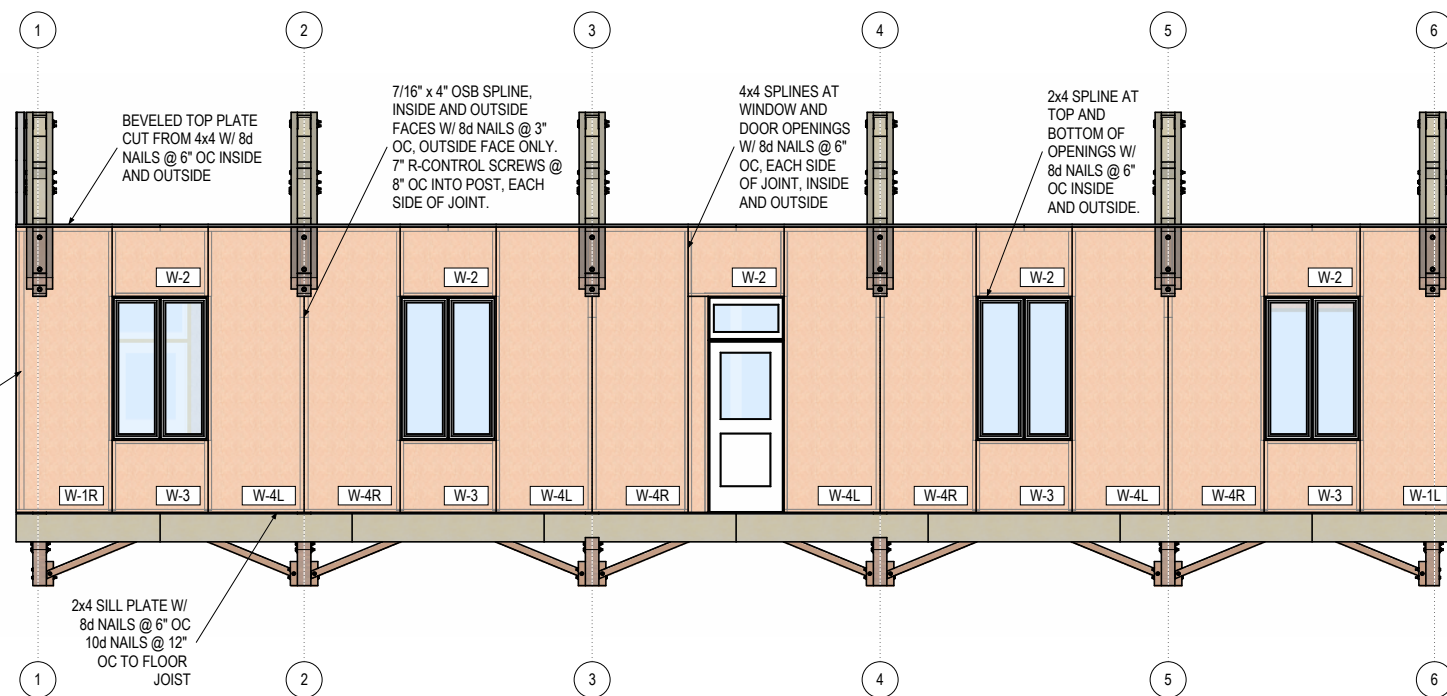 1
2
3
4
5
6
BEVELED TOP PLATE
CUT FROM 4x4 W/ 8d
NAILS @ 6" OC INSIDE
AND OUTSIDE
7/16" x 4" OSB SPLINE,
INSIDE AND OUTSIDE
FACES W/ 8d NAILS @ 3"
OC, OUTSIDE FACE ONLY.
7" R-CONTROL SCREWS @
8" OC INTO POST, EACH
SIDE OF JOINT.
4x4 SPLINES AT
WINDOW AND
DOOR OPENINGS
W/ 8d NAILS @ 6"
OC, EACH SIDE
OF JOINT, INSIDE
AND OUTSIDE
2x4 SPLINE AT
TOP AND
BOTTOM OF
OPENINGS W/
8d NAILS @ 6"
OC INSIDE
AND OUTSIDE.
W-2
W-2
W-2
W-2
W-2
W-1R
W-3
W-4L
W-4R
W-3
W-4L
W-4R
W-4L
W-4R
W-3
W-4L
W-4R
W-3
W-1L
2x4 SILL PLATE W/
8d NAILS @ 6" OC
10d NAILS @ 12"
OC TO FLOOR
JOIST
1
2
3
4
5
6